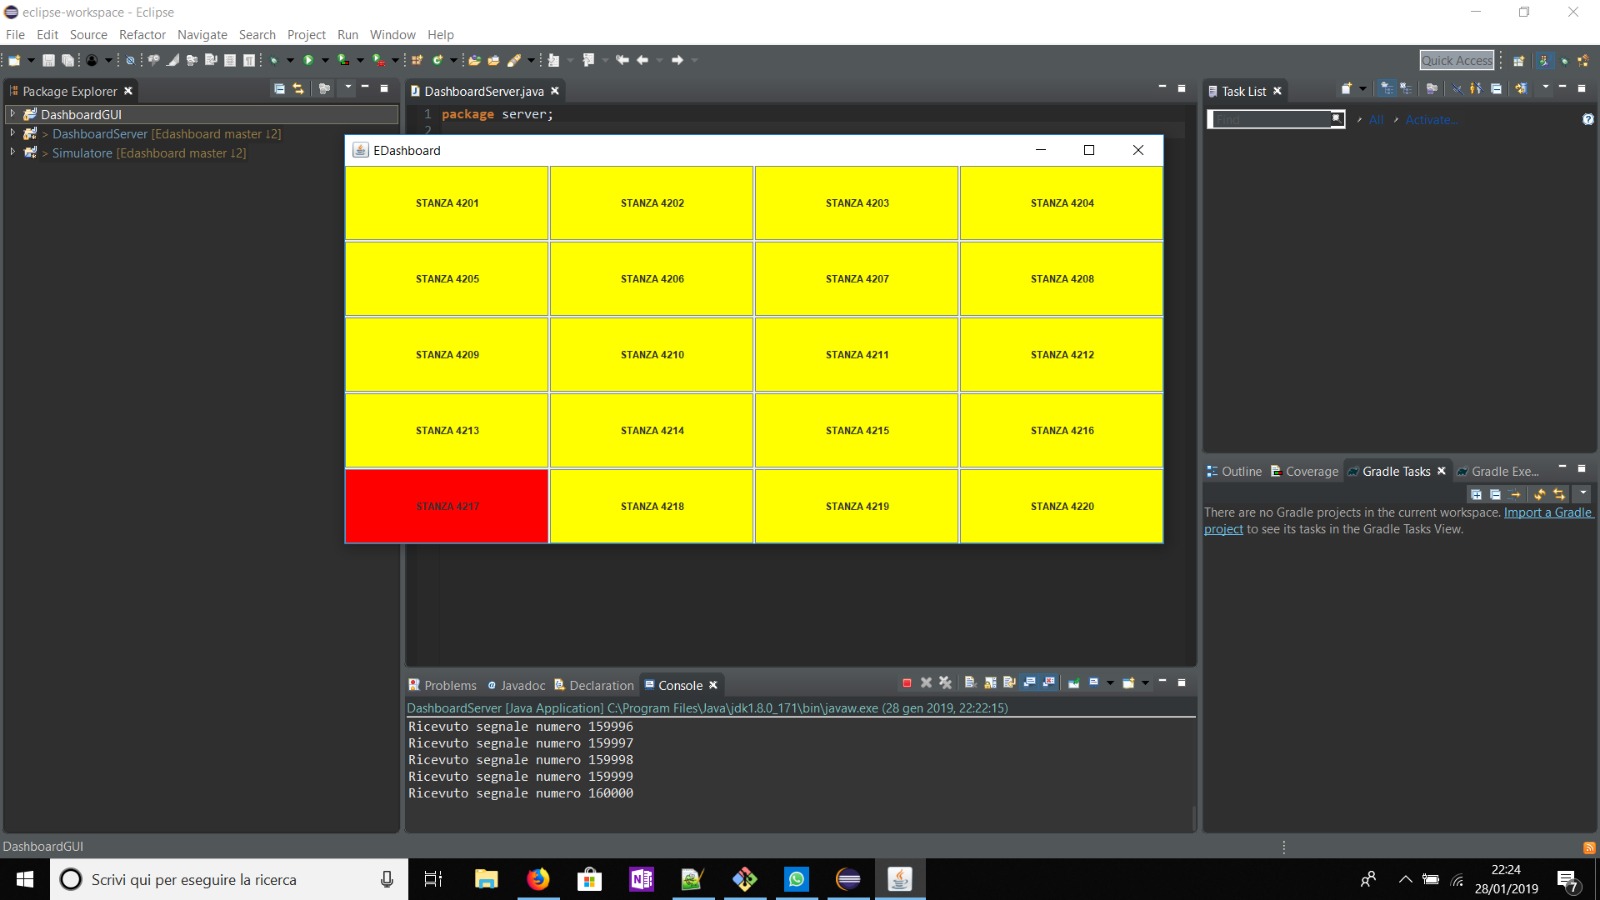 eclipse-workspace - Eclipse
File Edit Source Refactor Navigate Search Project Run Window Help
Quick Access
Package Explorer
DashboardGUI
> DashboardServer [Edashboard master ↓2]
> Simulatore [Edashboard master ↓2]
DashboardServer.java
1 package server;
2
EDashboard
STANZA 4201 STANZA 4202 STANZA 4203 STANZA 4204
STANZA 4205 STANZA 4206 STANZA 4207 STANZA 4208
STANZA 4209 STANZA 4210 STANZA 4211 STANZA 4212
STANZA 4213 STANZA 4214 STANZA 4215 STANZA 4216
STANZA 4217 STANZA 4218 STANZA 4219 STANZA 4220
Task List
Find All Activate...
Outline Coverage Gradle Tasks Gradle Exe...
There are no Gradle projects in the current workspace. Import a Gradle
project to see its tasks in the Gradle Tasks View.
Problems Javadoc Declaration Console
DashboardServer [Java Application] C:\Program Files\Java\jdk1.8.0_171\bin\javaw.exe (28 gen 2019, 22:22:15)
Ricevuto segnale numero 159996
Ricevuto segnale numero 159997
Ricevuto segnale numero 159998
Ricevuto segnale numero 159999
Ricevuto segnale numero 160000
DashboardGUI
Scrivi qui per eseguire la ricerca
22:24
28/01/2019
7